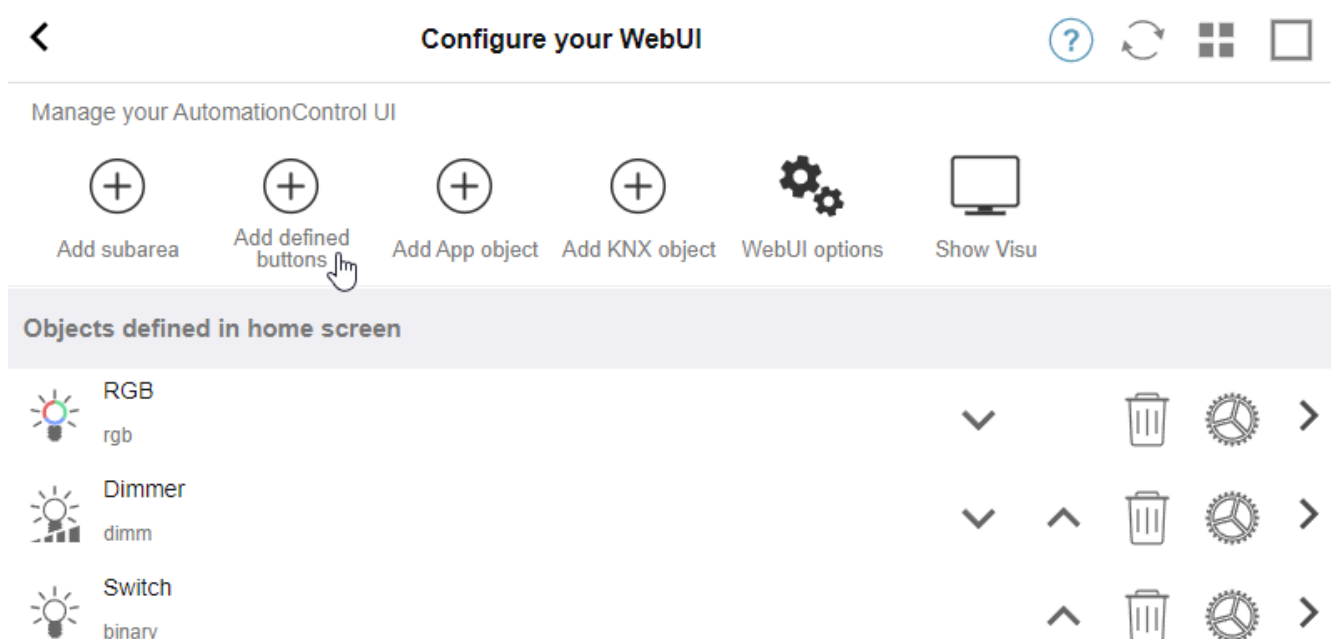 Configure your WebUI
?
Manage your AutomationControl UI
Add subarea
Add defined
buttons
Add App object
Add KNX object
WebUI options
Show Visu
Objects defined in home screen
RGB
rgb
Dimmer
dimm
Switch
binary